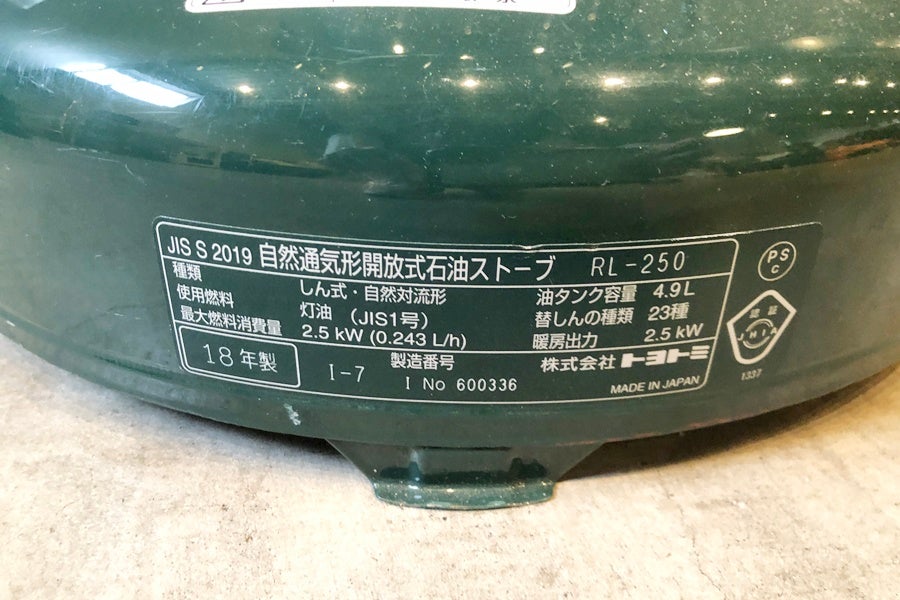 JIS S 2019 自然通気形開放式石油ストーブ RL-250
種類 しん式・自然対流形 油タンク容量 4.9L
使用燃料 灯油 (JIS1号) 替しんの種類 23種
最大燃料消費量 2.5 kW (0.243 L/h) 暖房出力 2.5 kW
18年製 I-7 製造番号 I No 600336 株式会社トヨトミ
MADE IN JAPAN
PS
C
認証
JHIA
1337